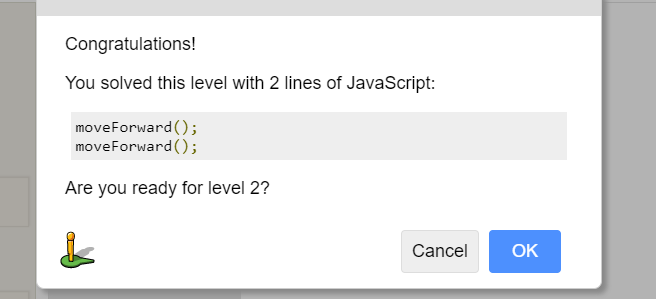 Congratulations!
You solved this level with 2 lines of JavaScript:
moveForward();
moveForward();
Are you ready for level 2?
Cancel
OK